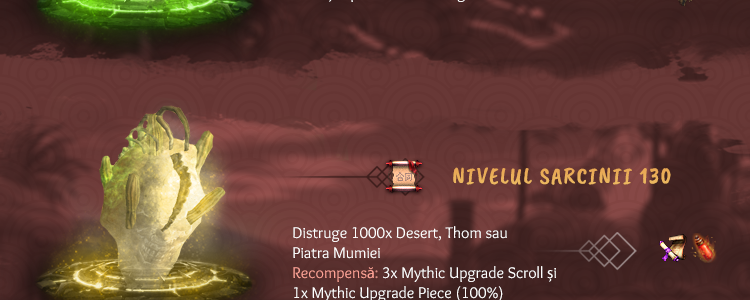 NIVELUL SARCINII 130
Distruge 1000x Desert, Thom sau
Piatra Mumiei
Recompensă: 3x Mythic Upgrade Scroll și
1x Mythic Upgrade Piece (100%)